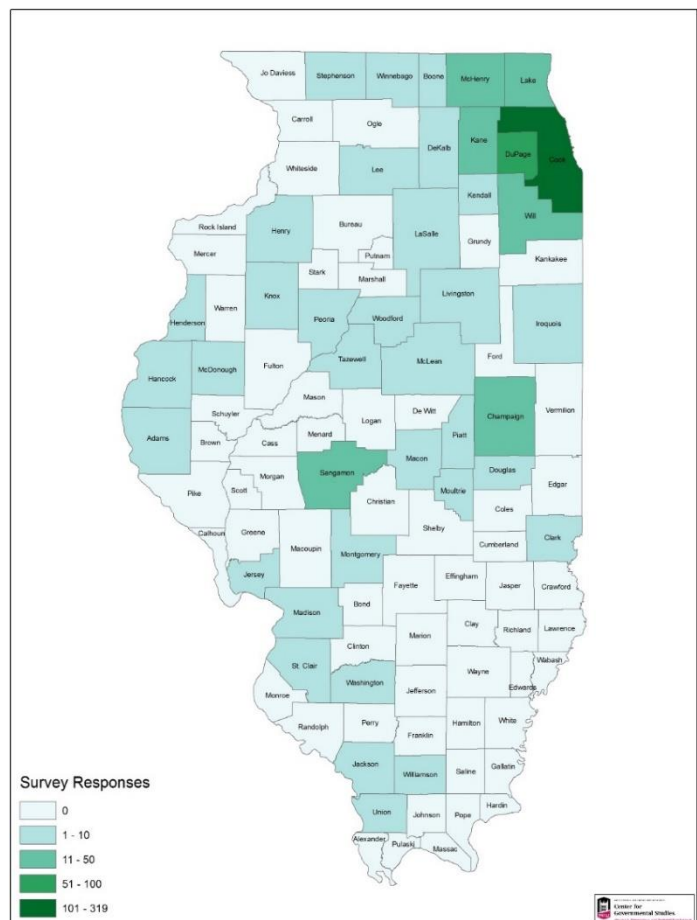 Jo Daviess
Stephenson
Winnebago
Boone
McHenry
Lake
Carroll
Ogle
DeKalb
Kane
DuPage
Cook
Whiteside
Lee
Kendall
Will
Rock Island
Henry
Bureau
LaSalle
Grundy
Mercer
Putnam
Kankakee
Stark
Marshall
Warren
Knox
Henderson
Peoria
Woodford
Livingston
Iroquois
Hancock
McDonough
Fulton
Tazewell
McLean
Ford
Mason
Schuyler
Logan
De Witt
Champaign
Vermilion
Adams
Brown
Cass
Menard
Piatt
Macon
Sangamon
Douglas
Moultrie
Edgar
Pike
Scott
Morgan
Christian
Coles
Shelby
Calhoun
Greene
Macoupin
Cumberland
Clark
Montgomery
Jersey
Fayette
Effingham
Jasper
Crawford
Madison
Bond
Clay
Richland
Lawrence
Clinton
Marion
Wabash
St. Clair
Washington
Wayne
Edwards
Monroe
Jefferson
Randolph
Perry
Hamilton
White
Franklin
Jackson
Williamson
Saline
Gallatin
Union
Johnson
Pope
Hardin
Alexander
Pulaski
Massac
Survey Responses
0
1 - 10
11 - 50
51 - 100
101 - 319
Center for
Governmental Studies